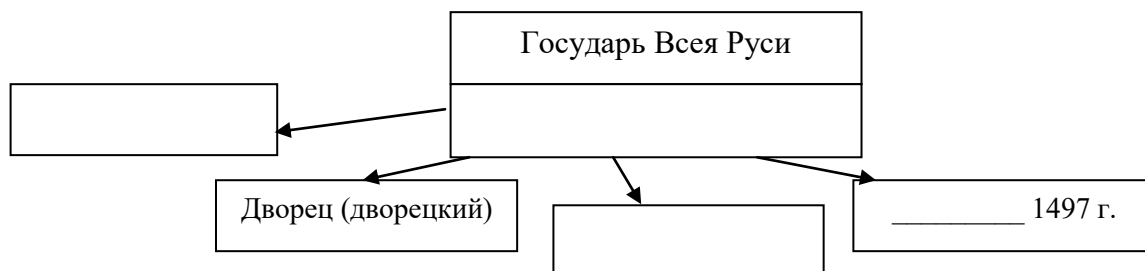 Государь Всея Руси
Дворец (дворецкий)
_________ 1497 г.